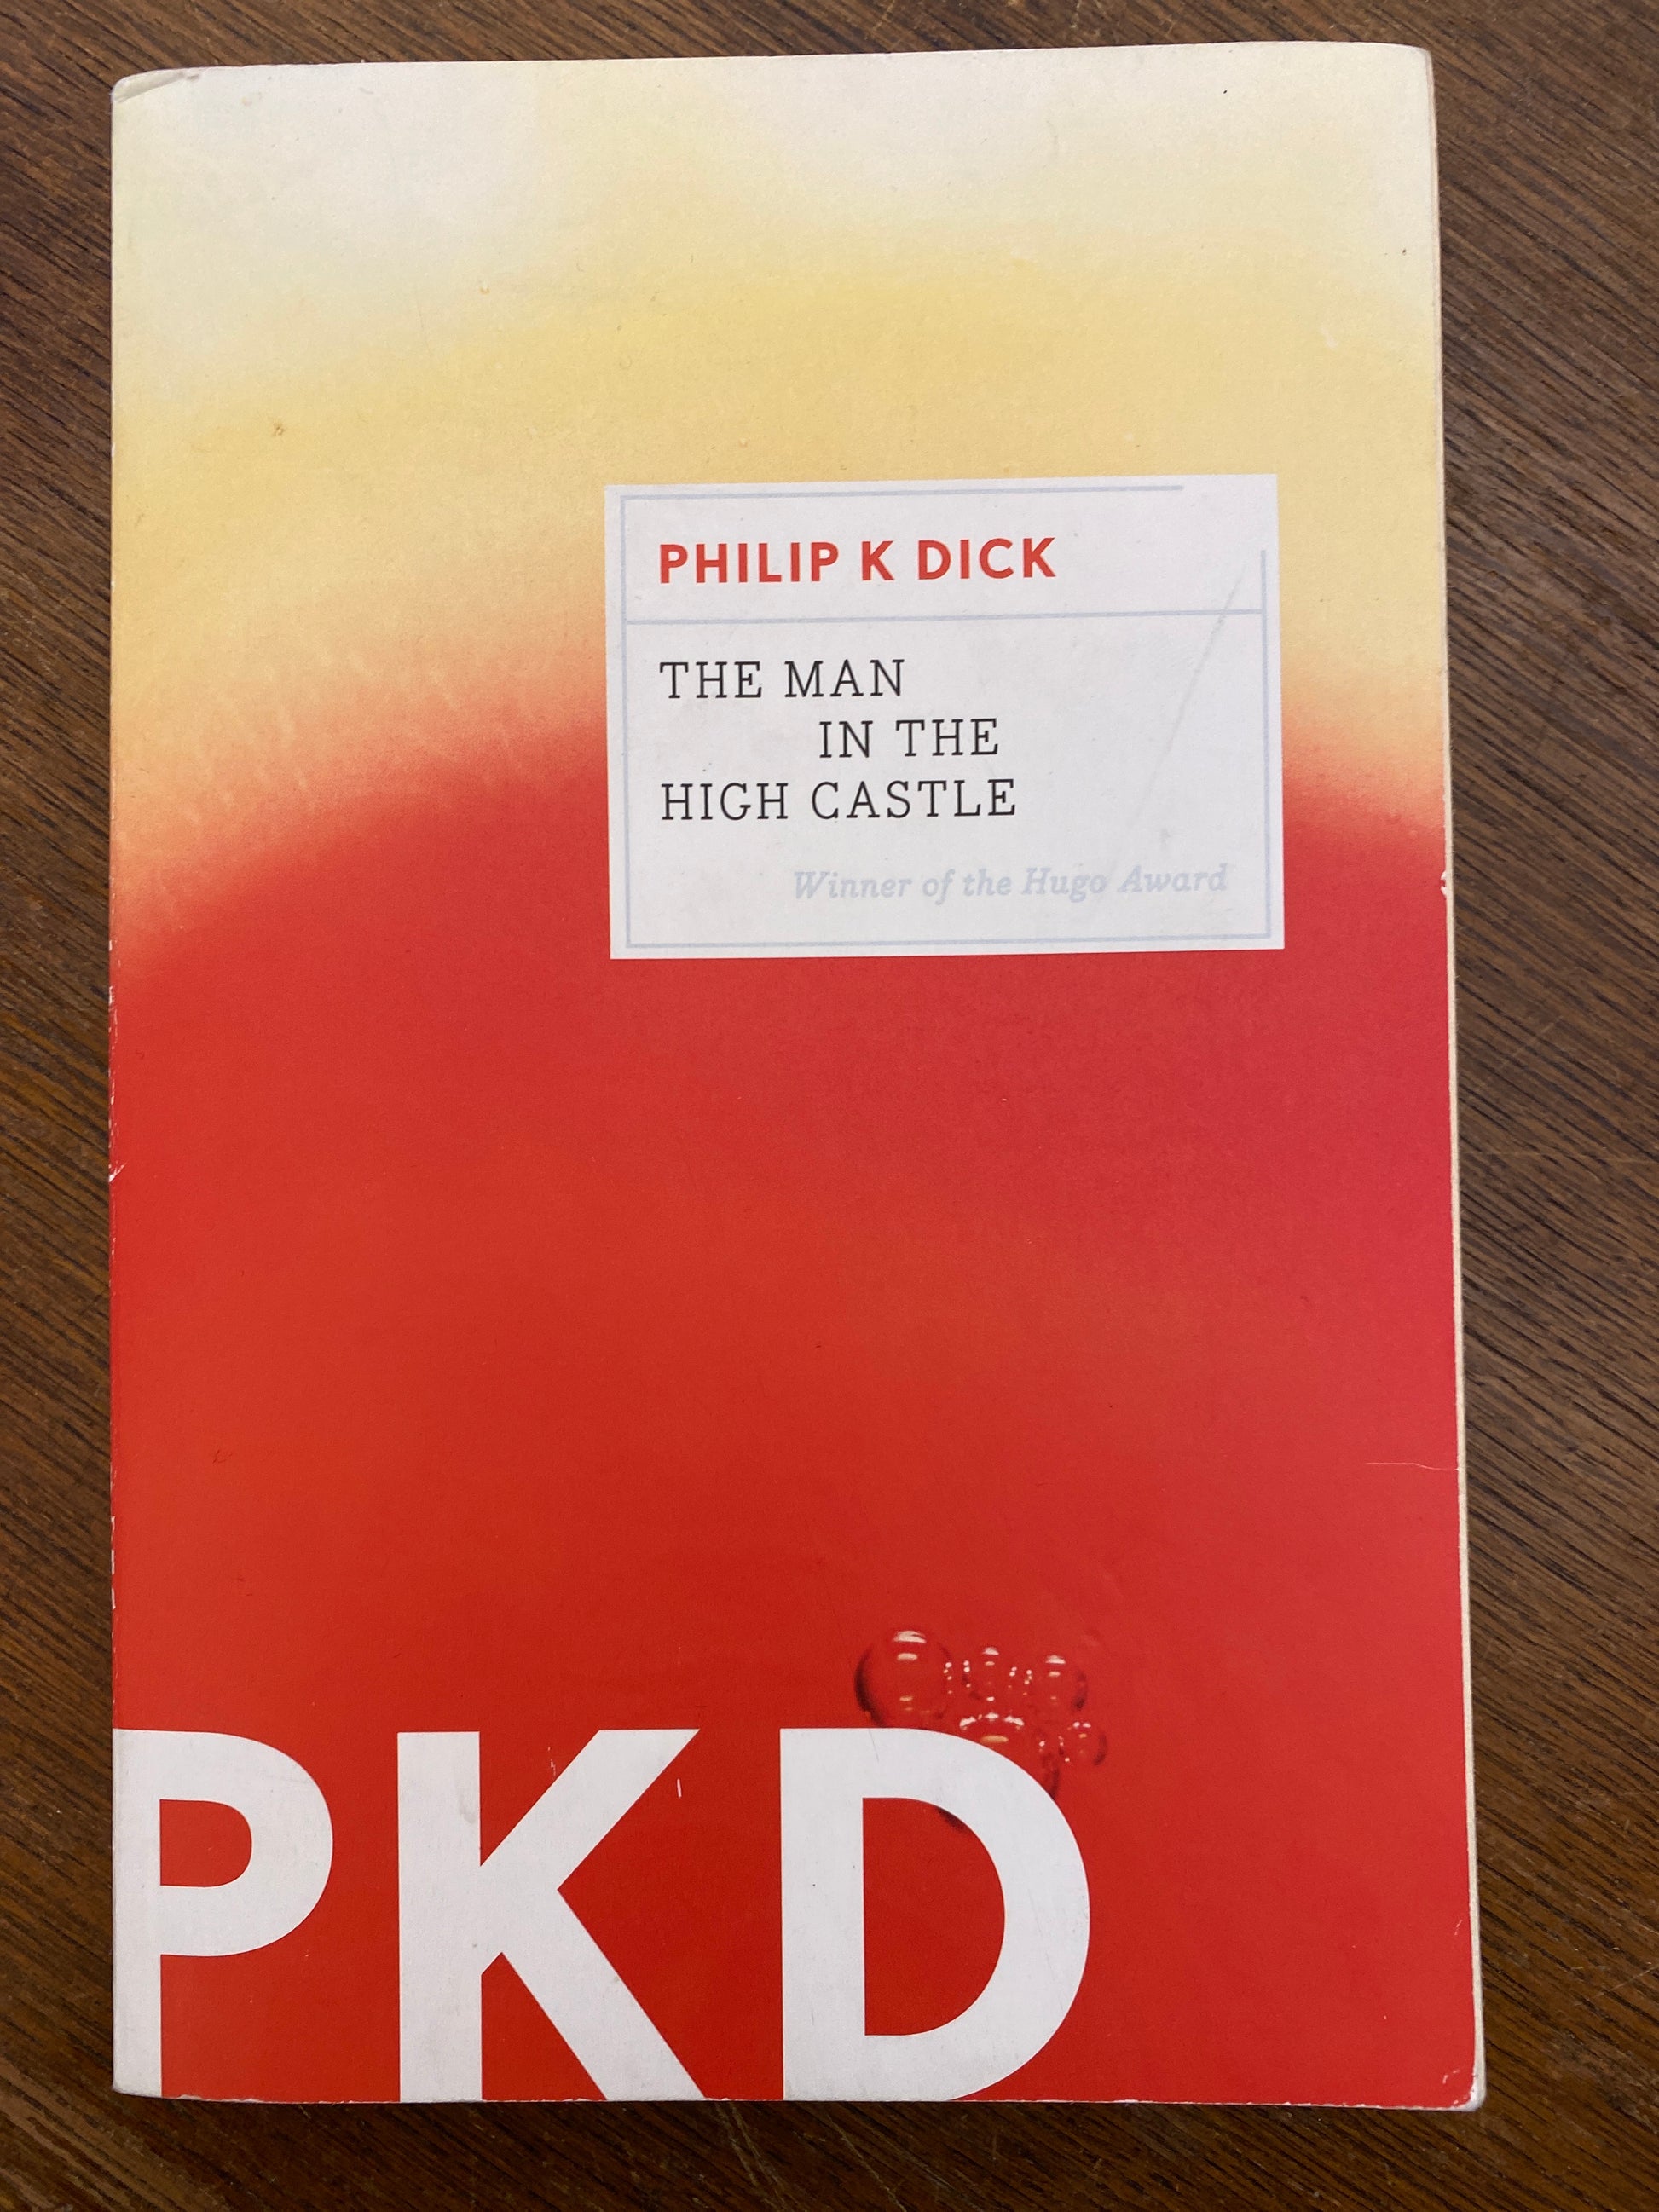 PHILIP K DICK
THE MAN
IN THE
HIGH CASTLE
Winner of the Hugo Award
PKD